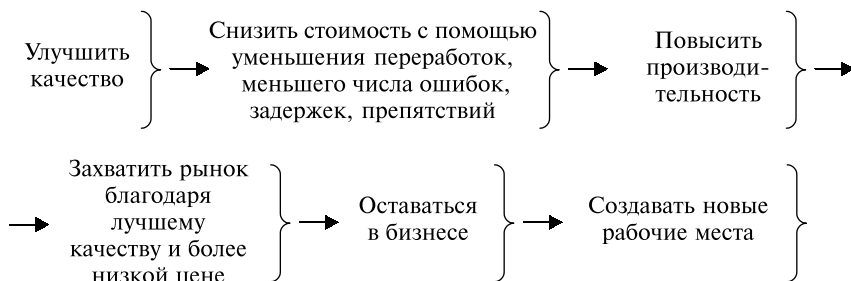 Улучшить
качество
Снизить стоимость с помощью
уменьшения переработок,
меньшего числа ошибок,
задержек, препятствий
Повысить
производи-
тельность
Захватить рынок
благодаря
лучшему
качеству и более
низкой цене
Оставаться
в бизнесе
Создавать новые
рабочие места